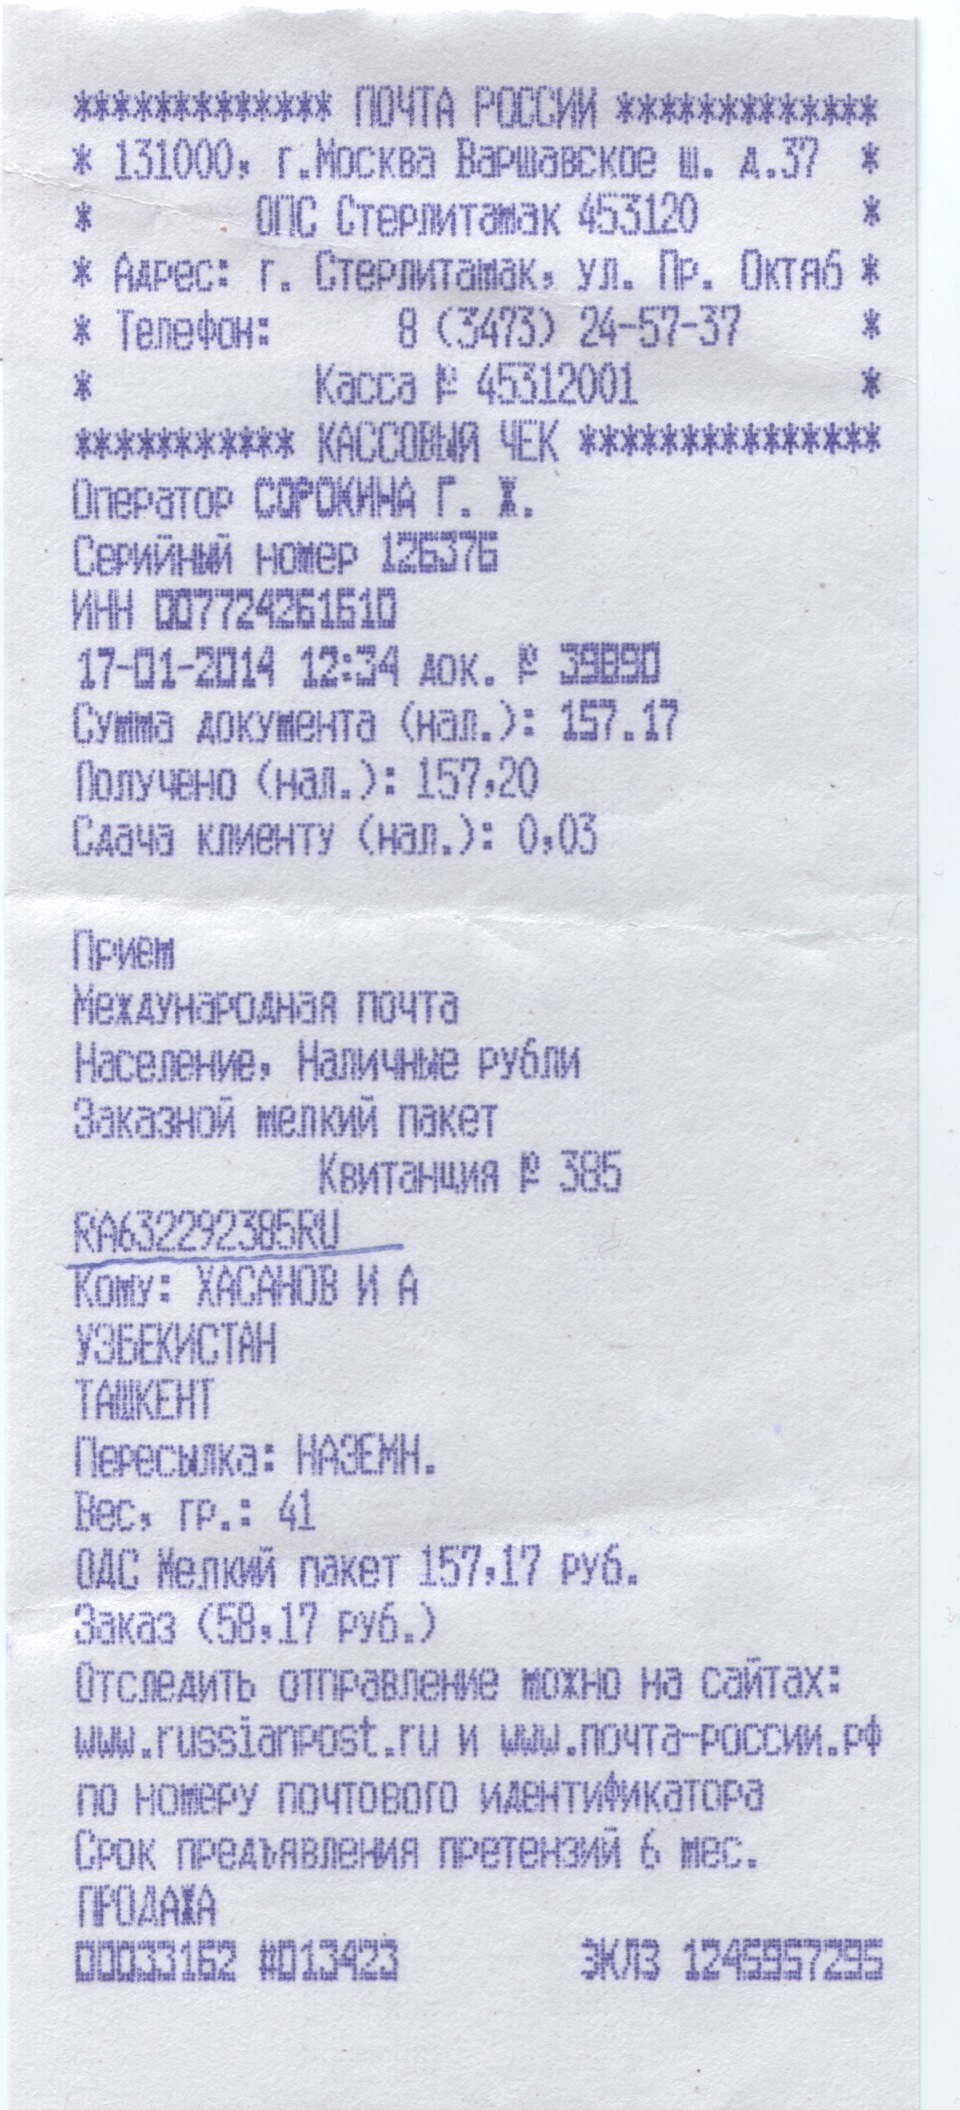 ************* ПОЧТА РОССИИ *************
* 131000, г.Москва Варшавское ш. д.37 *
* ОПС Стерлитамак 453120 *
* Адрес: г. Стерлитамак, ул. Пр. Октяб *
* Телефон: 8 (3473) 24-57-37 *
* Касса № 45312001 *
*********** КАССОВЫЙ ЧЕК ***************
Оператор СОРОКИНА Г. Ж.
Серийный номер 126376
ИНН 007724261610
17-01-2014 12:34 док. № 39890
Сумма документа (нал.): 157.17
Получено (нал.): 157,20
Сдача клиенту (нал.): 0,03
Прием
Международная почта
Население, Наличные рубли
Заказной мелкий пакет
Квитанция № 385
RA632292385RU
Кому: ХАСАНОВ И А
УЗБЕКИСТАН
ТАШКЕНТ
Пересылка: НАЗЕМН.
Вес, гр.: 41
ОДС Мелкий пакет 157,17 руб.
Заказ (58,17 руб.)
Отследить отправление можно на сайтах:
www.russianpost.ru и www.почта-россии.рф
по номеру почтового идентификатора
Срок предъявления претензий 6 мес.
ПРОДАЖА
00033162 #013423 ЭКЛЗ 1245957295